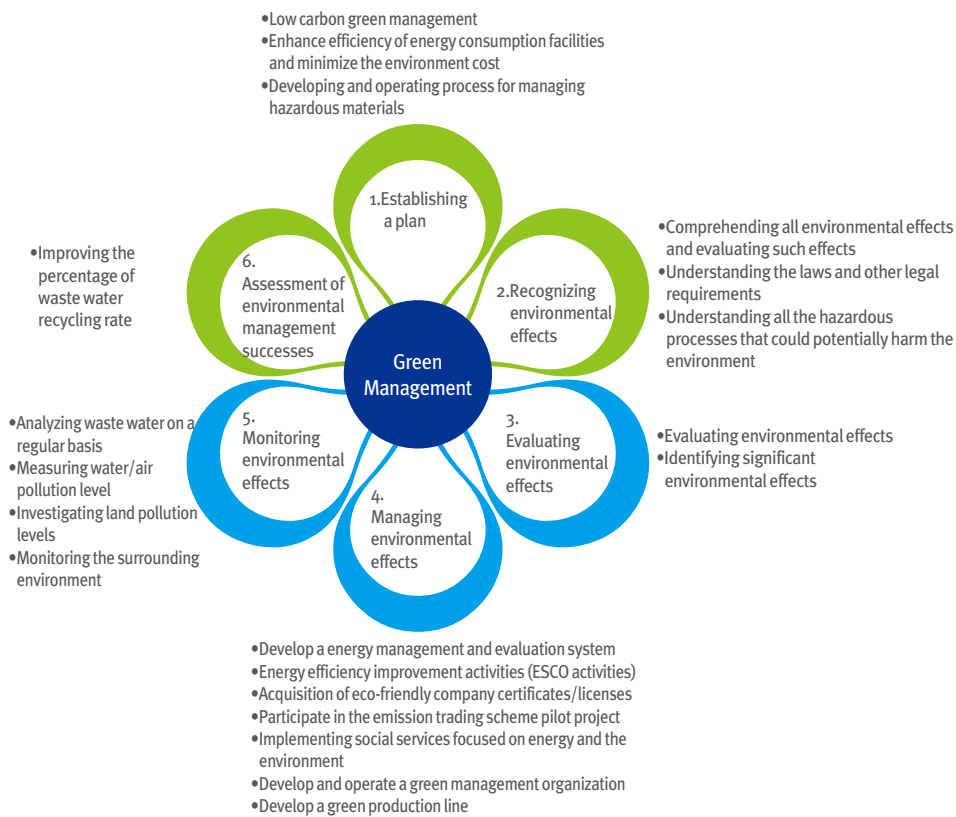 •Low carbon green management
•Enhance efficiency of energy consumption facilities
and minimize the environment cost
•Developing and operating process for managing
hazardous materials
1.Establishing
a plan
•Comprehending all environmental effects
and evaluating such effects
•Understanding the laws and other legal
requirements
•Understanding all the hazardous
processes that could potentially harm the
environment
2.Recognizing
environmental
effects
•Evaluating environmental effects
•Identifying significant
environmental effects
3.
Evaluating
environmental
effects
4.
Managing
environmental
effects
•Develop a energy management and evaluation system
•Energy efficiency improvement activities (ESCO activities)
•Acquisition of eco-friendly company certificates/licenses
•Participate in the emission trading scheme pilot project
•Implementing social services focused on energy and the
environment
•Develop and operate a green management organization
•Develop a green production line
5.
Monitoring
environmental
effects
•Analyzing waste water on a
regular basis
•Measuring water/air
pollution level
•Investigating land pollution
levels
•Monitoring the surrounding
environment
6.
Assessment of
environmental
management
successes
•Improving the
percentage of
waste water
recycling rate
Green
Management